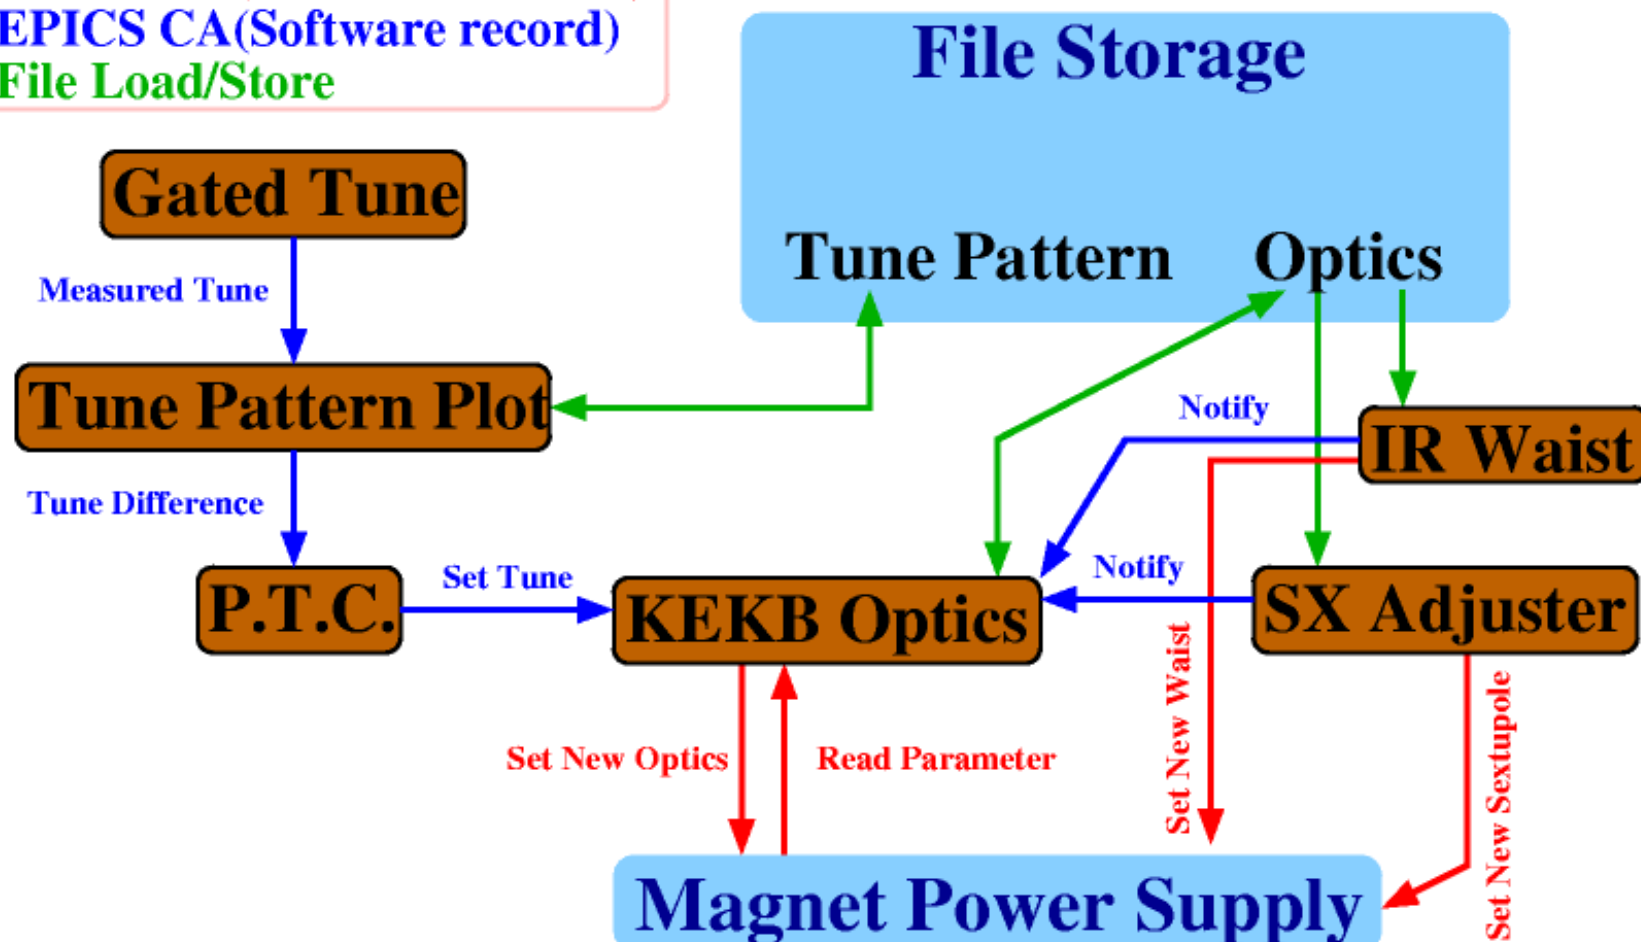 EPICS CA(Software record)
File Load/Store
File Storage
Gated Tune
Tune Pattern Optics
Measured Tune
Tune Pattern Plot
Notify
IR Waist
Tune Difference
Set Tune
Notify
P.T.C.
KEKB Optics
SX Adjuster
Set New Waist
Set New Sextupole
Set New Optics
Read Parameter
Magnet Power Supply